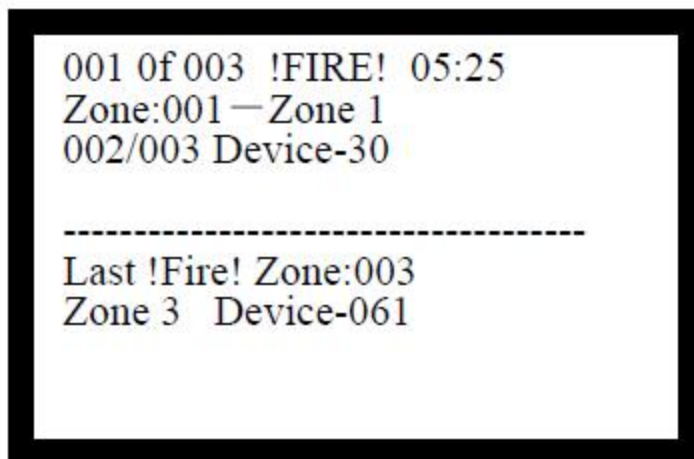 001 0f 003 !FIRE! 05:25
Zone:001—Zone 1
002/003 Device-30
-------------------------------------
Last !Fire! Zone:003
Zone 3 Device-061